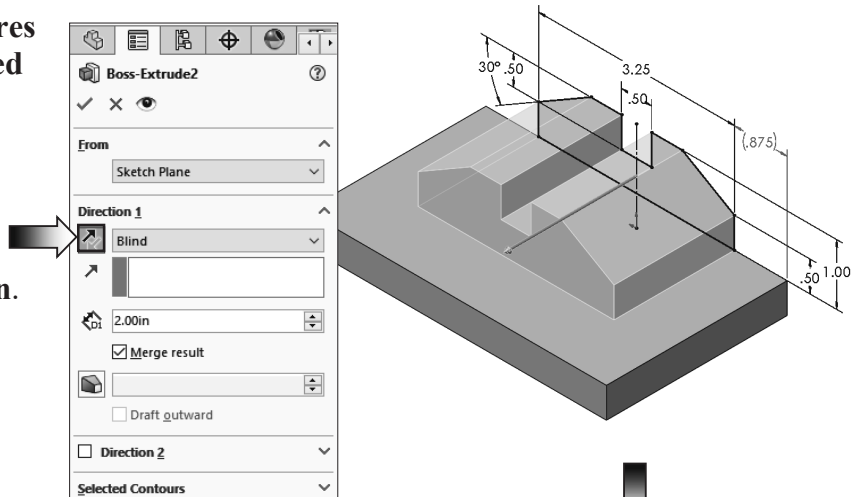 res
ed
n.
Boss-Extrude2
From
Sketch Plane
Direction 1
Blind
D1
2.00in
Merge result
Draft outward
Direction 2
Selected Contours
30° .50
3.25
.50
(.875)
.50
1.00